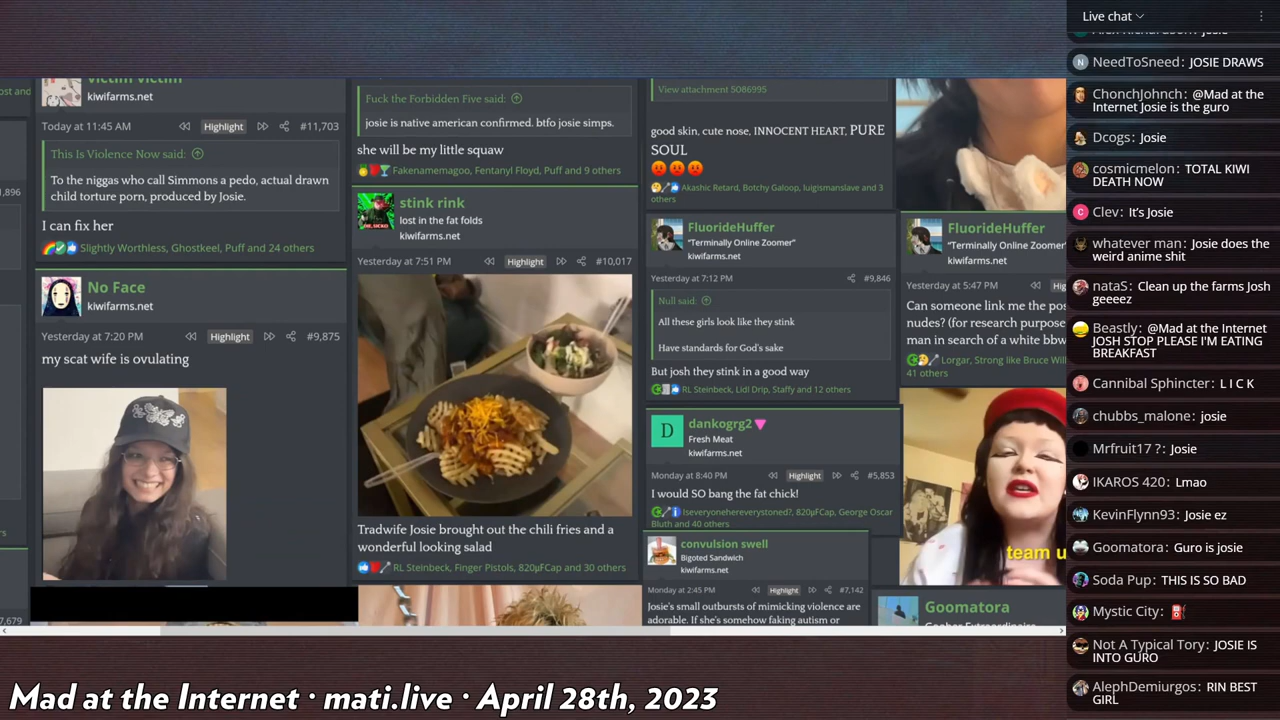 ost and
1,896
rs
7,679
victim victim
kiwifarms.net
Today at 11:45 AM
Highlight
#11,703
This Is Violence Now said:
To the niggas who call Simmons a pedo, actual drawn
child torture porn, produced by Josie.
I can fix her
Slightly Worthless, Ghostkeel, Puff and 24 others
No Face
kiwifarms.net
Yesterday at 7:20 PM
Highlight
#9,875
my scat wife is ovulating
Fuck the Forbidden Five said:
josie is native american confirmed. btfo josie simps.
she will be my little squaw
Fakenamemagoo, Fentanyl Floyd, Puff and 9 others
stink rink
lost in the fat folds
kiwifarms.net
Yesterday at 7:51 PM
Highlight
#10,017
Tradwife Josie brought out the chili fries and a
wonderful looking salad
RL Steinbeck, Finger Pistols, 820µFCap and 30 others
View attachment 5086995
good skin, cute nose, INNOCENT HEART, PURE
SOUL
Akashic Retard, Botchy Galoop, luigismanslave and 3
others
FluorideHuffer
"Terminally Online Zoomer"
kiwifarms.net
Yesterday at 7:12 PM
#9,846
Null said:
All these girls look like they stink
Have standards for God's sake
But josh they stink in a good way
RL Steinbeck, Lidl Drip, Staffy and 12 others
D
dankogrg2
Fresh Meat
kiwifarms.net
Monday at 8:40 PM
Highlight
#5,853
I would SO bang the fat chick!
Iseveryonehereverystoned?, 820µFCap, George Oscar
Bluth and 40 others
convulsion swell
Bigoted Sandwich
kiwifarms.net
Monday at 2:45 PM
Highlight
#7,142
Josie's small outbursts of mimicking violence are
adorable. If she's somehow faking autism or
FluorideHuffer
"Terminally Online Zoomer"
kiwifarms.net
Yesterday at 5:47 PM
Hig
Can someone link me the pos
nudes? (for research purpose
man in search of a white bbw
Lorgar, Strong like Bruce Wil
41 others
team u
Goomatora
Live chat
Alex Richardson: Josie
N NeedToSneed: JOSIE DRAWS
ChonchJohnch: @Mad at the
Internet Josie is the guro
Dcogs: Josie
cosmicmelon: TOTAL KIWI
DEATH NOW
C Clev: It's Josie
whatever man: Josie does the
weird anime shit
nataS: Clean up the farms Josh
geeez
Beastly: @Mad at the Internet
JOSH STOP PLEASE I'M EATING
BREAKFAST
Cannibal Sphincter: L I C K
chubbs_malone: josie
Mrfruit17 ?: Josie
IKAROS 420: Lmao
KevinFlynn93: Josie ez
Goomatora: Guro is josie
Soda Pup: THIS IS SO BAD
Mystic City:
Not A Typical Tory: JOSIE IS
INTO GURO
AlephDemiurgos: RIN BEST
GIRL
Mad at the Internet · mati.live · April 28th, 2023